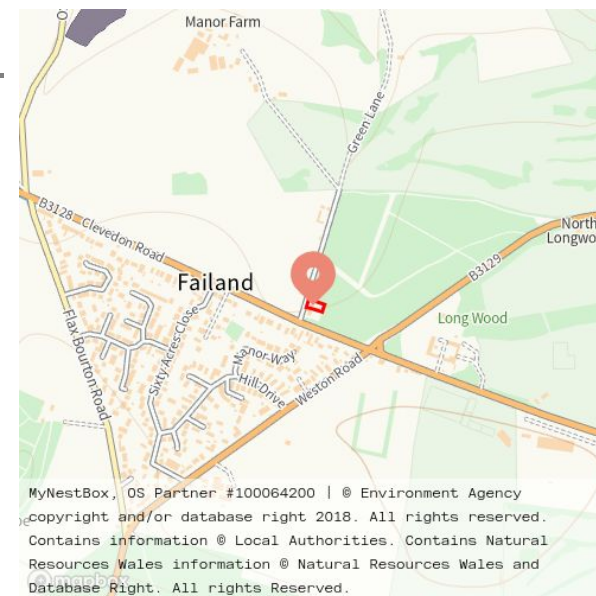 Manor Farm
Green Lane
B3128 Clevedon Road
North
Longwo
B3129
Failand
Long Wood
Flax Bourton Road
Sixty Acres Close
Manor Way
Hill Drive
Weston Road
MyNestBox, OS Partner #100064200 | © Environment Agency
copyright and/or database right 2018. All rights reserved.
Contains information © Local Authorities. Contains Natural
Resources Wales information © Natural Resources Wales and
Database Right. All rights Reserved.
mapbox